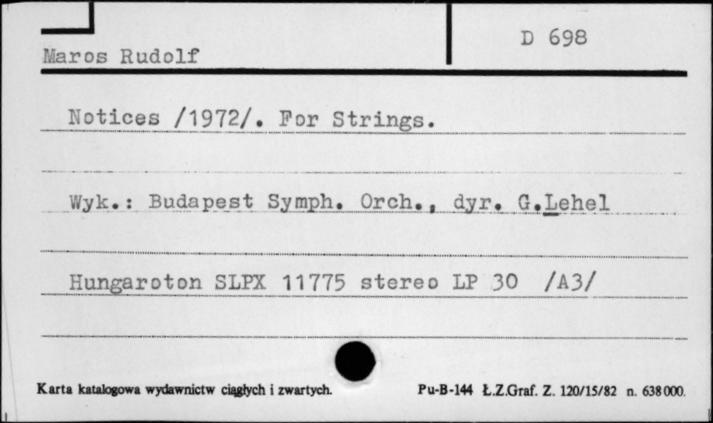 D 698
Maros Rudolf
Notices /1972/. For Strings.
Wyk.: Budapest Symph. Orch., dyr. G.Lehel
Hungaroton SLPX 11775 stereo LP 30 /A3/
Karta katalogowa wydawnictw ciągłych i zwartych. Pu-B-144 Ł.Z.Graf. Z. 120/15/82 n. 638000.